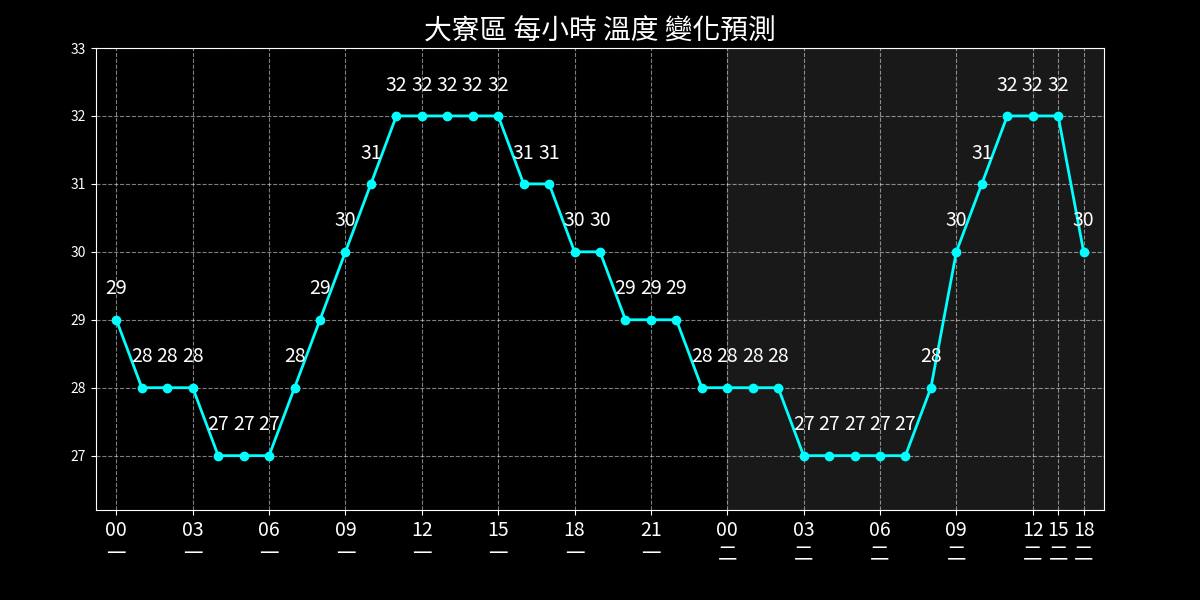 大寮區 每小時 溫度 變化預測
33
32
31
30
29
28
27
32 32 32 32 32 32 32 32
31 31 31 31
30 30 30 30 30
29 29 29 29 29
28 28 28 28 28 28 28 28 28
27 27 27 27 27 27 27 27
00 03 06 09 12 15 18 21 00 03 06 09 12 15 18
一 一 一 一 一 一 一 一 二 二 二 二 二 二 二